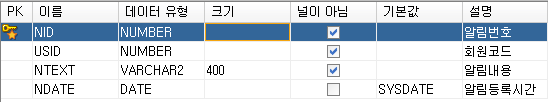 PK 이름 데이터 유형 크기 널이 아님 기본값 설명
NID NUMBER 알림번호
USID NUMBER 회원코드
NTEXT VARCHAR2 400 알림내용
NDATE DATE SYSDATE 알림등록시간